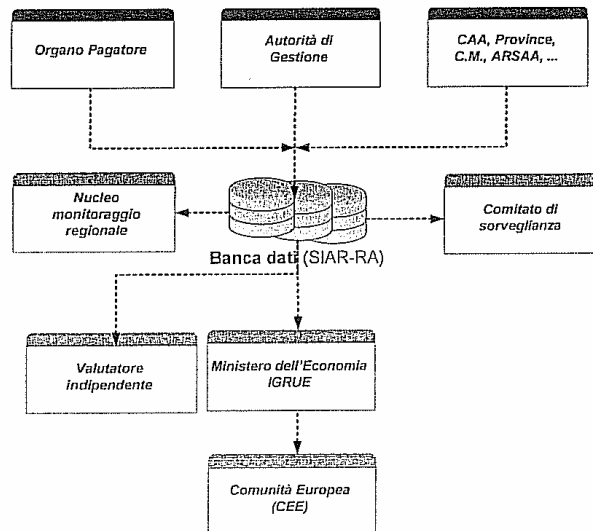 Organo Pagatore
Autorità di
Gestione
CAA, Province,
C.M., ARSAA, ...
Nucleo
monitoraggio
regionale
Comitato di
sorveglianza
Banca dati (SIAR-RA)
Valutatore
indipendente
Ministero dell'Economia
IGRUE
Comunità Europea
(CEE)